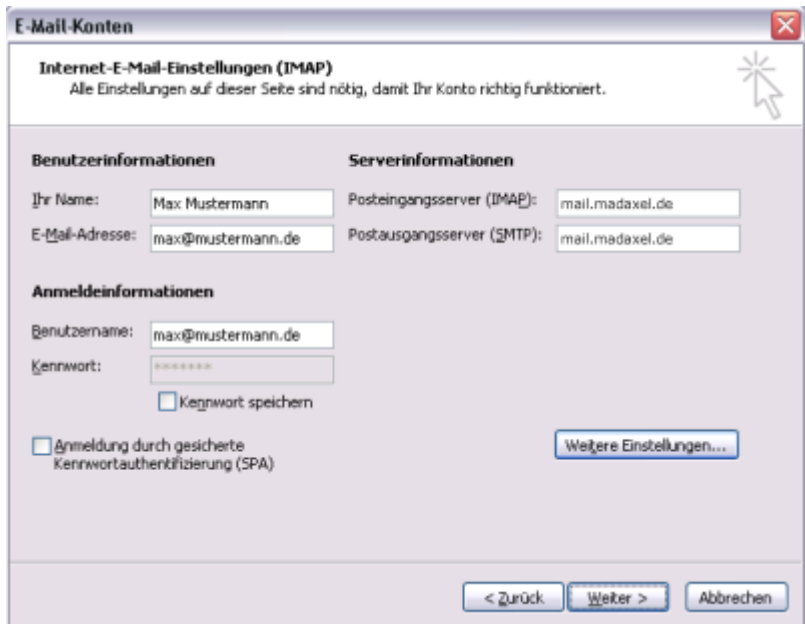 E-Mail-Konten
Internet-E-Mail-Einstellungen (IMAP)
Alle Einstellungen auf dieser Seite sind nötig, damit Ihr Konto richtig funktioniert.
Benutzerinformationen
Ihr Name: Max Mustermann
E-Mail-Adresse: max@mustermann.de
Serverinformationen
Posteingangsserver (IMAP): mail.madaxel.de
Postausgangsserver (SMTP): mail.madaxel.de
Anmeldeinformationen
Benutzername: max@mustermann.de
Kennwort: *******
Kennwort speichern
Anmeldung durch gesicherte
Kennwortauthentifizierung (SPA)
Weitere Einstellungen...
< Zurück Weiter > Abbrechen